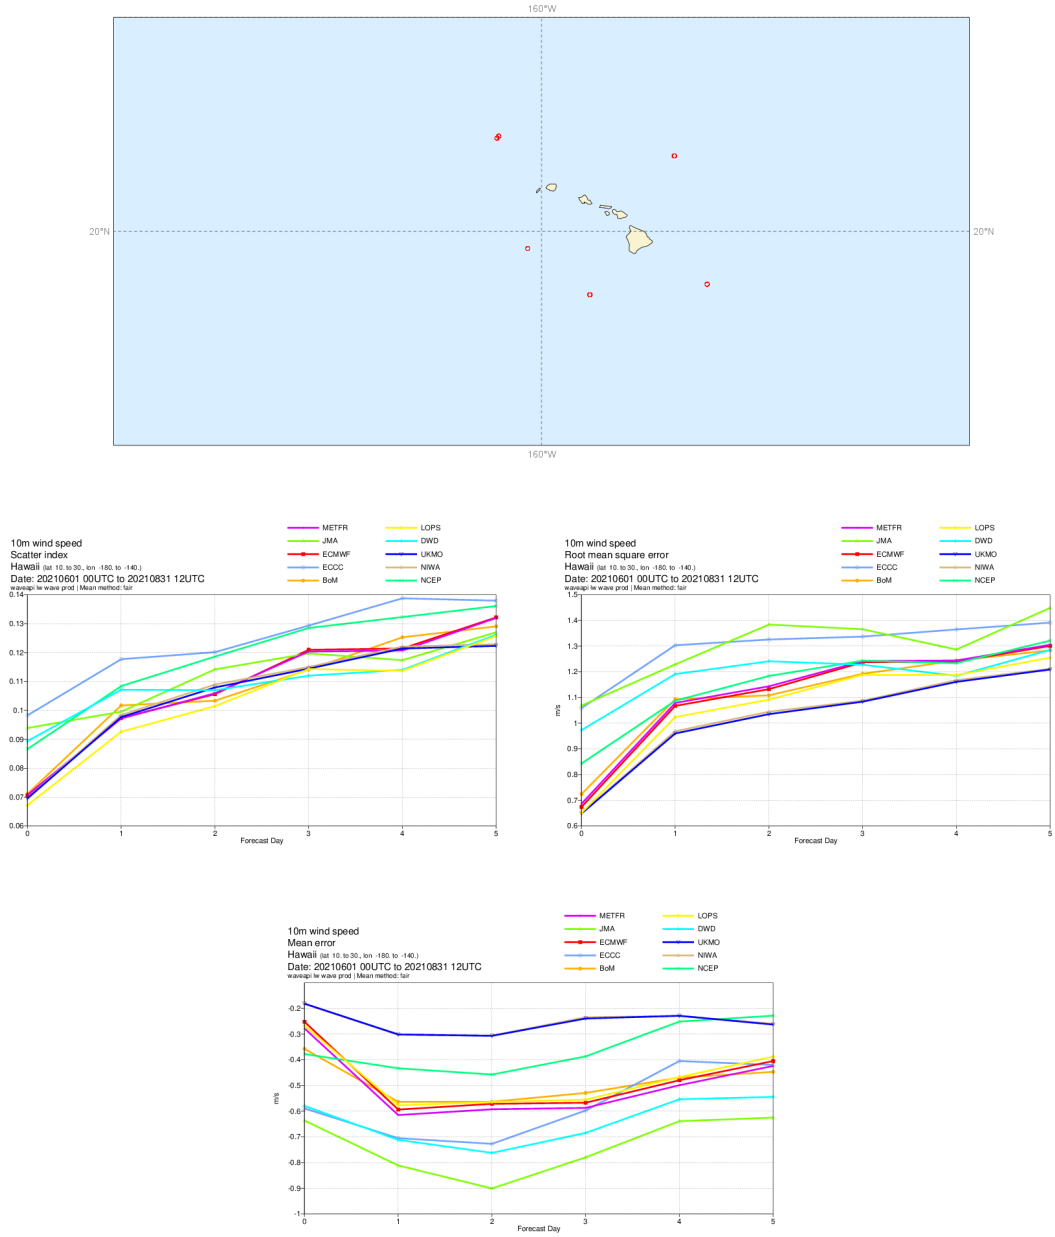 160°W
20°N 20°N
160°W
10m wind speed
Scatter index
Hawaii (lat 10. to 30., lon -180. to -140.)
Date: 20210601 00UTC to 20210831 12UTC
waveapi lw wave prod | Mean method: fair
METFR LOPS
JMA DWD
ECMWF UKMO
ECCC NIWA
BoM NCEP
0.14
0.13
0.12
0.11
0.1
0.09
0.08
0.07
0.06
0 1 2 3 4 5
Forecast Day
10m wind speed
Root mean square error
Hawaii (lat 10. to 30., lon -180. to -140.)
Date: 20210601 00UTC to 20210831 12UTC
waveapi lw wave prod | Mean method: fair
METFR LOPS
JMA DWD
ECMWF UKMO
ECCC NIWA
BoM NCEP
1.5
1.4
1.3
1.2
1.1
1
0.9
0.8
0.7
0.6
m/s
0 1 2 3 4 5
Forecast Day
10m wind speed
Mean error
Hawaii (lat 10. to 30., lon -180. to -140.)
Date: 20210601 00UTC to 20210831 12UTC
waveapi lw wave prod | Mean method: fair
METFR LOPS
JMA DWD
ECMWF UKMO
ECCC NIWA
BoM NCEP
-0.2
-0.3
-0.4
-0.5
-0.6
-0.7
-0.8
-0.9
-1
m/s
0 1 2 3 4 5
Forecast Day